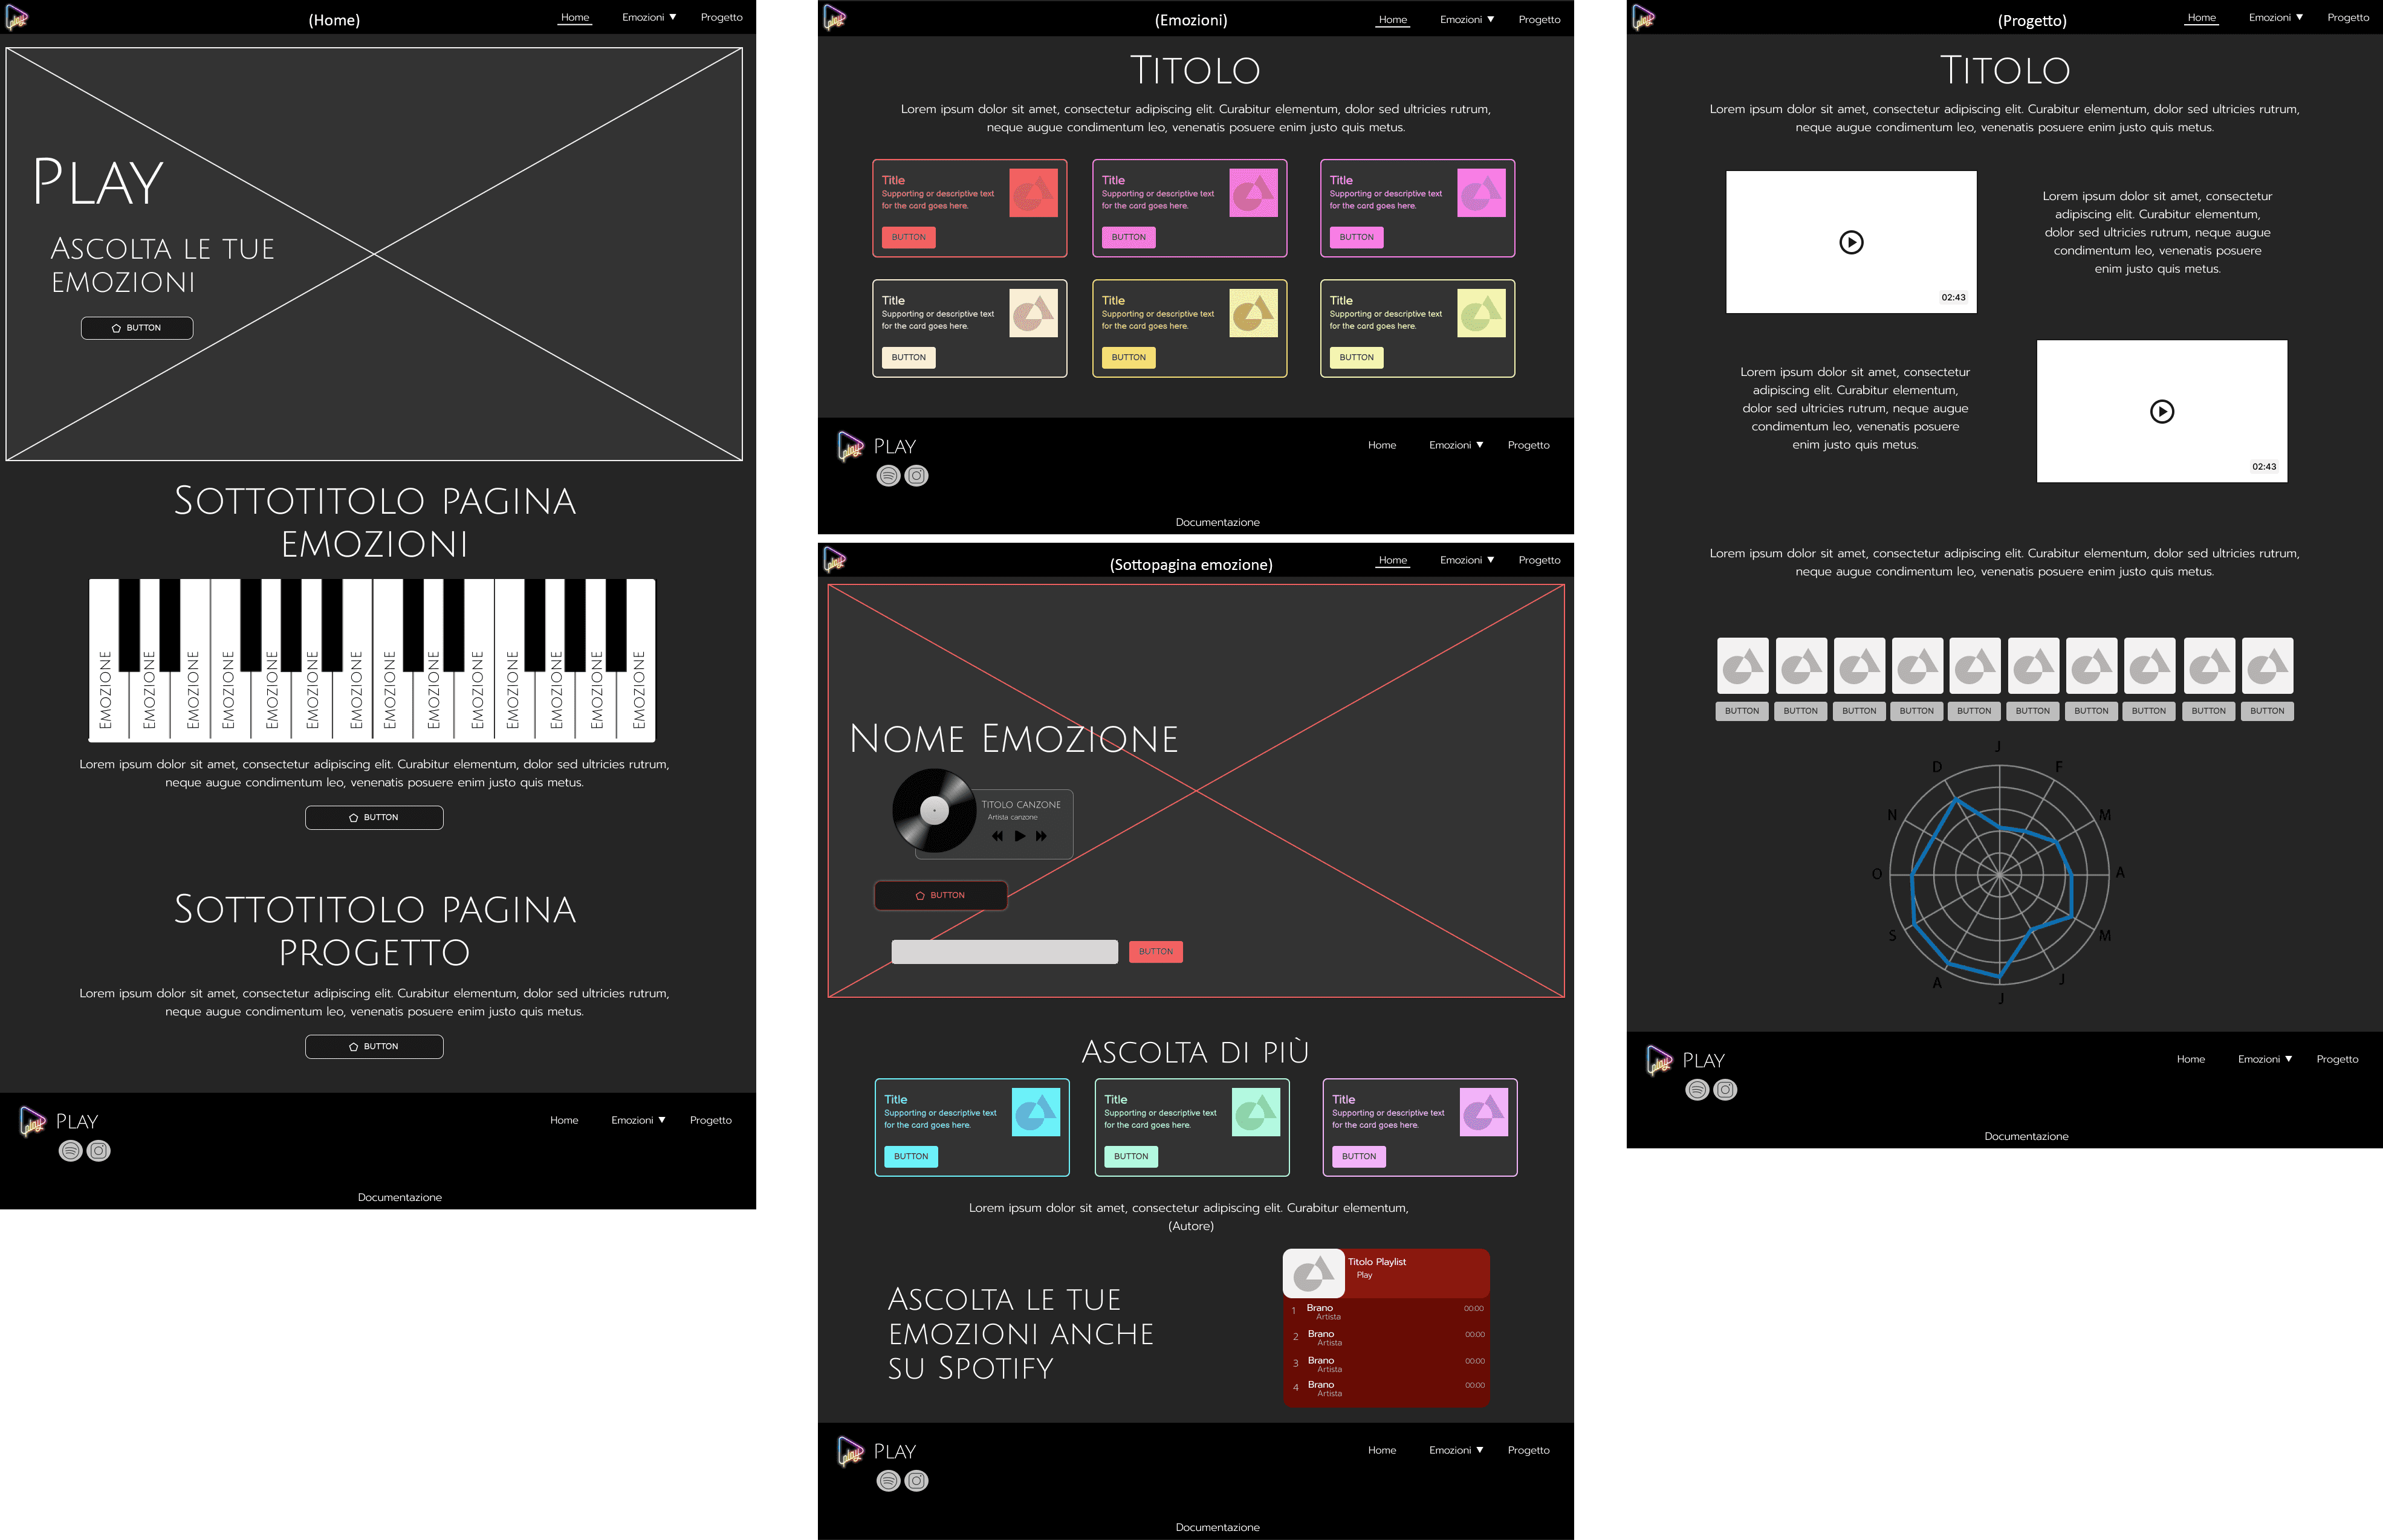 play
(Home)
Home
Emozioni
Progetto
Play
Ascolta le tue
emozioni
BUTTON
Sottotitolo pagina
emozioni
EMOZIONE
EMOZIONE
EMOZIONE
EMOZIONE
EMOZIONE
EMOZIONE
EMOZIONE
EMOZIONE
EMOZIONE
EMOZIONE
EMOZIONE
EMOZIONE
EMOZIONE
EMOZIONE
Lorem ipsum dolor sit amet, consectetur adipiscing elit. Curabitur elementum, dolor sed ultricies rutrum,
neque augue condimentum leo, venenatis posuere enim justo quis metus.
BUTTON
Sottotitolo pagina
progetto
Lorem ipsum dolor sit amet, consectetur adipiscing elit. Curabitur elementum, dolor sed ultricies rutrum,
neque augue condimentum leo, venenatis posuere enim justo quis metus.
BUTTON
play
Play
Home
Emozioni
Progetto
Documentazione
play
(Emozioni)
Home
Emozioni
Progetto
Titolo
Lorem ipsum dolor sit amet, consectetur adipiscing elit. Curabitur elementum, dolor sed ultricies rutrum,
neque augue condimentum leo, venenatis posuere enim justo quis metus.
Title
Supporting or descriptive text
for the card goes here.
BUTTON
Title
Supporting or descriptive text
for the card goes here.
BUTTON
Title
Supporting or descriptive text
for the card goes here.
BUTTON
Title
Supporting or descriptive text
for the card goes here.
BUTTON
Title
Supporting or descriptive text
for the card goes here.
BUTTON
Title
Supporting or descriptive text
for the card goes here.
BUTTON
play
Play
Home
Emozioni
Progetto
Documentazione
play
(Sottopagina emozione)
Home
Emozioni
Progetto
Nome Emozione
Titolo canzone
Artista canzone
BUTTON
BUTTON
Ascolta di più
Title
Supporting or descriptive text
for the card goes here.
BUTTON
Title
Supporting or descriptive text
for the card goes here.
BUTTON
Title
Supporting or descriptive text
for the card goes here.
BUTTON
Lorem ipsum dolor sit amet, consectetur adipiscing elit. Curabitur elementum,
(Autore)
Ascolta le tue
emozioni anche
su Spotify
Titolo Playlist
Play
1 Brano 00:00
Artista
2 Brano 00:00
Artista
3 Brano 00:00
Artista
4 Brano 00:00
Artista
play
Play
Home
Emozioni
Progetto
Documentazione
play
(Progetto)
Home
Emozioni
Progetto
Titolo
Lorem ipsum dolor sit amet, consectetur adipiscing elit. Curabitur elementum, dolor sed ultricies rutrum,
neque augue condimentum leo, venenatis posuere enim justo quis metus.
02:43
Lorem ipsum dolor sit amet, consectetur
adipiscing elit. Curabitur elementum,
dolor sed ultricies rutrum, neque augue
condimentum leo, venenatis posuere
enim justo quis metus.
Lorem ipsum dolor sit amet, consectetur
adipiscing elit. Curabitur elementum,
dolor sed ultricies rutrum, neque augue
condimentum leo, venenatis posuere
enim justo quis metus.
02:43
Lorem ipsum dolor sit amet, consectetur adipiscing elit. Curabitur elementum, dolor sed ultricies rutrum,
neque augue condimentum leo, venenatis posuere enim justo quis metus.
BUTTON
BUTTON
BUTTON
BUTTON
BUTTON
BUTTON
BUTTON
BUTTON
BUTTON
BUTTON
J
F
M
A
M
J
J
A
S
O
N
D
play
Play
Home
Emozioni
Progetto
Documentazione